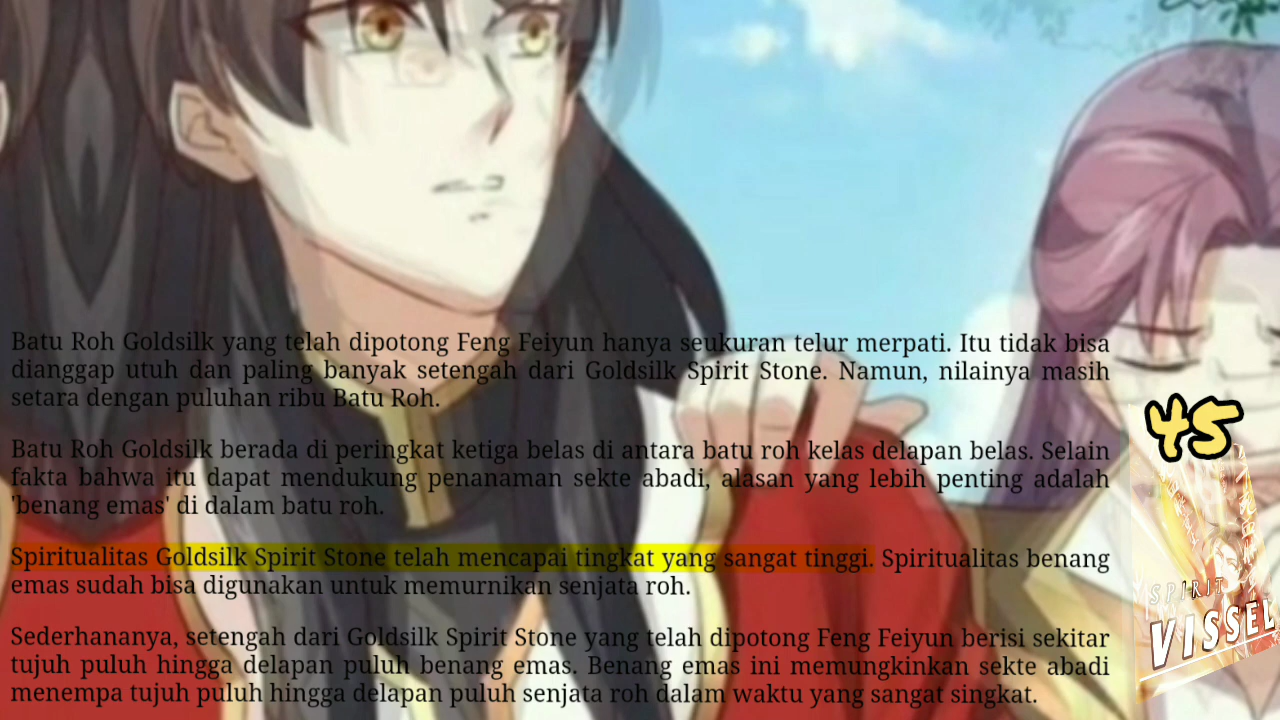 Batu Roh Goldsilk yang telah dipotong Feng Feiyun hanya seukuran telur merpati. Itu tidak bisa
dianggap utuh dan paling banyak setengah dari Goldsilk Spirit Stone. Namun, nilainya masih
setara dengan puluhan ribu Batu Roh.
Batu Roh Goldsilk berada di peringkat ketiga belas di antara batu roh kelas delapan belas. Selain
fakta bahwa itu dapat mendukung penanaman sekte abadi, alasan yang lebih penting adalah
'benang emas' di dalam batu roh.
Spiritualitas Goldsilk Spirit Stone telah mencapai tingkat yang sangat tinggi. Spiritualitas benang
emas sudah bisa digunakan untuk memurnikan senjata roh.
Sederhananya, setengah dari Goldsilk Spirit Stone yang telah dipotong Feng Feiyun berisi sekitar
tujuh puluh hingga delapan puluh benang emas. Benang emas ini memungkinkan sekte abadi
menempa tujuh puluh hingga delapan puluh senjata roh dalam waktu yang sangat singkat.
45
SPIRIT
VISSEL